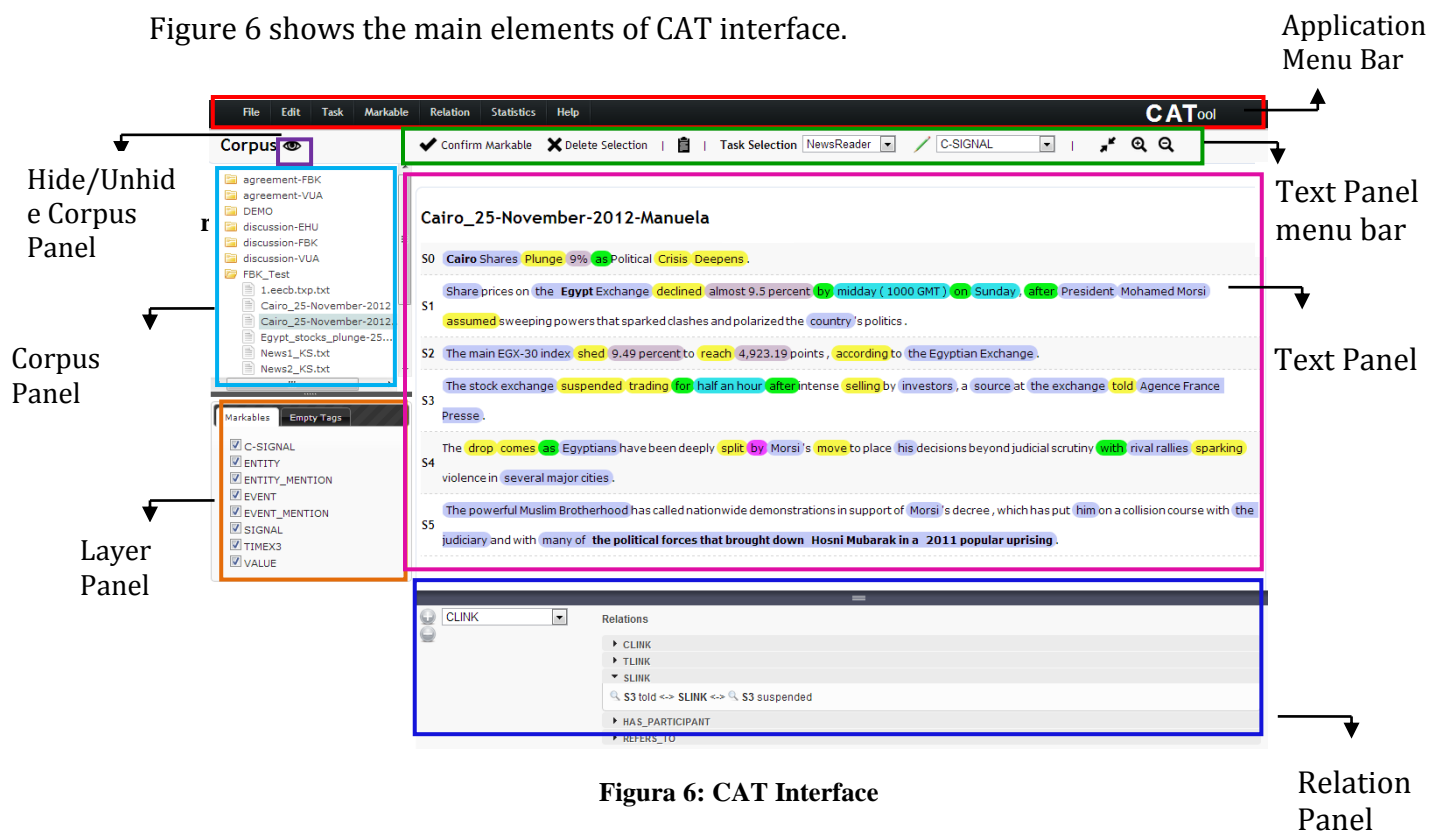 Figure 6 shows the main elements of CAT interface.
Application
Menu Bar
File Edit Task Markable Relation Statistics Help CATool
Corpus
Confirm Markable Delete Selection | | Task Selection NewsReader C-SIGNAL |
Hide/Unhid
e Corpus
Panel
r
Text Panel
menu bar
agreement-FBK
agreement-VUA
DEMO
discussion-EHU
discussion-FBK
discussion-VUA
FBK_Test
1.eecb.txp.txt
Cairo_25-November-2012
Cairo_25-November-2012...
Egypt_stocks_plunge-25...
News1_KS.txt
News2_KS.txt
Corpus
Panel
Cairo_25-November-2012-Manuela
S0 Cairo Shares Plunge 9% as Political Crisis Deepens .
S1 Share prices on the Egypt Exchange declined almost 9.5 percent by midday ( 1000 GMT ) on Sunday , after President Mohamed Morsi
assumed sweeping powers that sparked clashes and polarized the country 's politics .
S2 The main EGX-30 index shed 9.49 percent to reach 4,923.19 points , according to the Egyptian Exchange .
S3 The stock exchange suspended trading for half an hour after intense selling by investors , a source at the exchange told Agence France
Presse .
S4 The drop comes as Egyptians have been deeply split by Morsi 's move to place his decisions beyond judicial scrutiny with rival rallies sparking
violence in several major cities .
S5 The powerful Muslim Brotherhood has called nationwide demonstrations in support of Morsi 's decree , which has put him on a collision course with the
judiciary and with many of the political forces that brought down Hosni Mubarak in a 2011 popular uprising .
Text Panel
Markables Empty Tags
C-SIGNAL
ENTITY
ENTITY_MENTION
EVENT
EVENT_MENTION
SIGNAL
TIMEX3
VALUE
Layer
Panel
CLINK
Relations
CLINK
TLINK
SLINK
S3 told <-> SLINK <-> S3 suspended
HAS_PARTICIPANT
REFERS_TO
Relation
Panel
Figura 6: CAT Interface